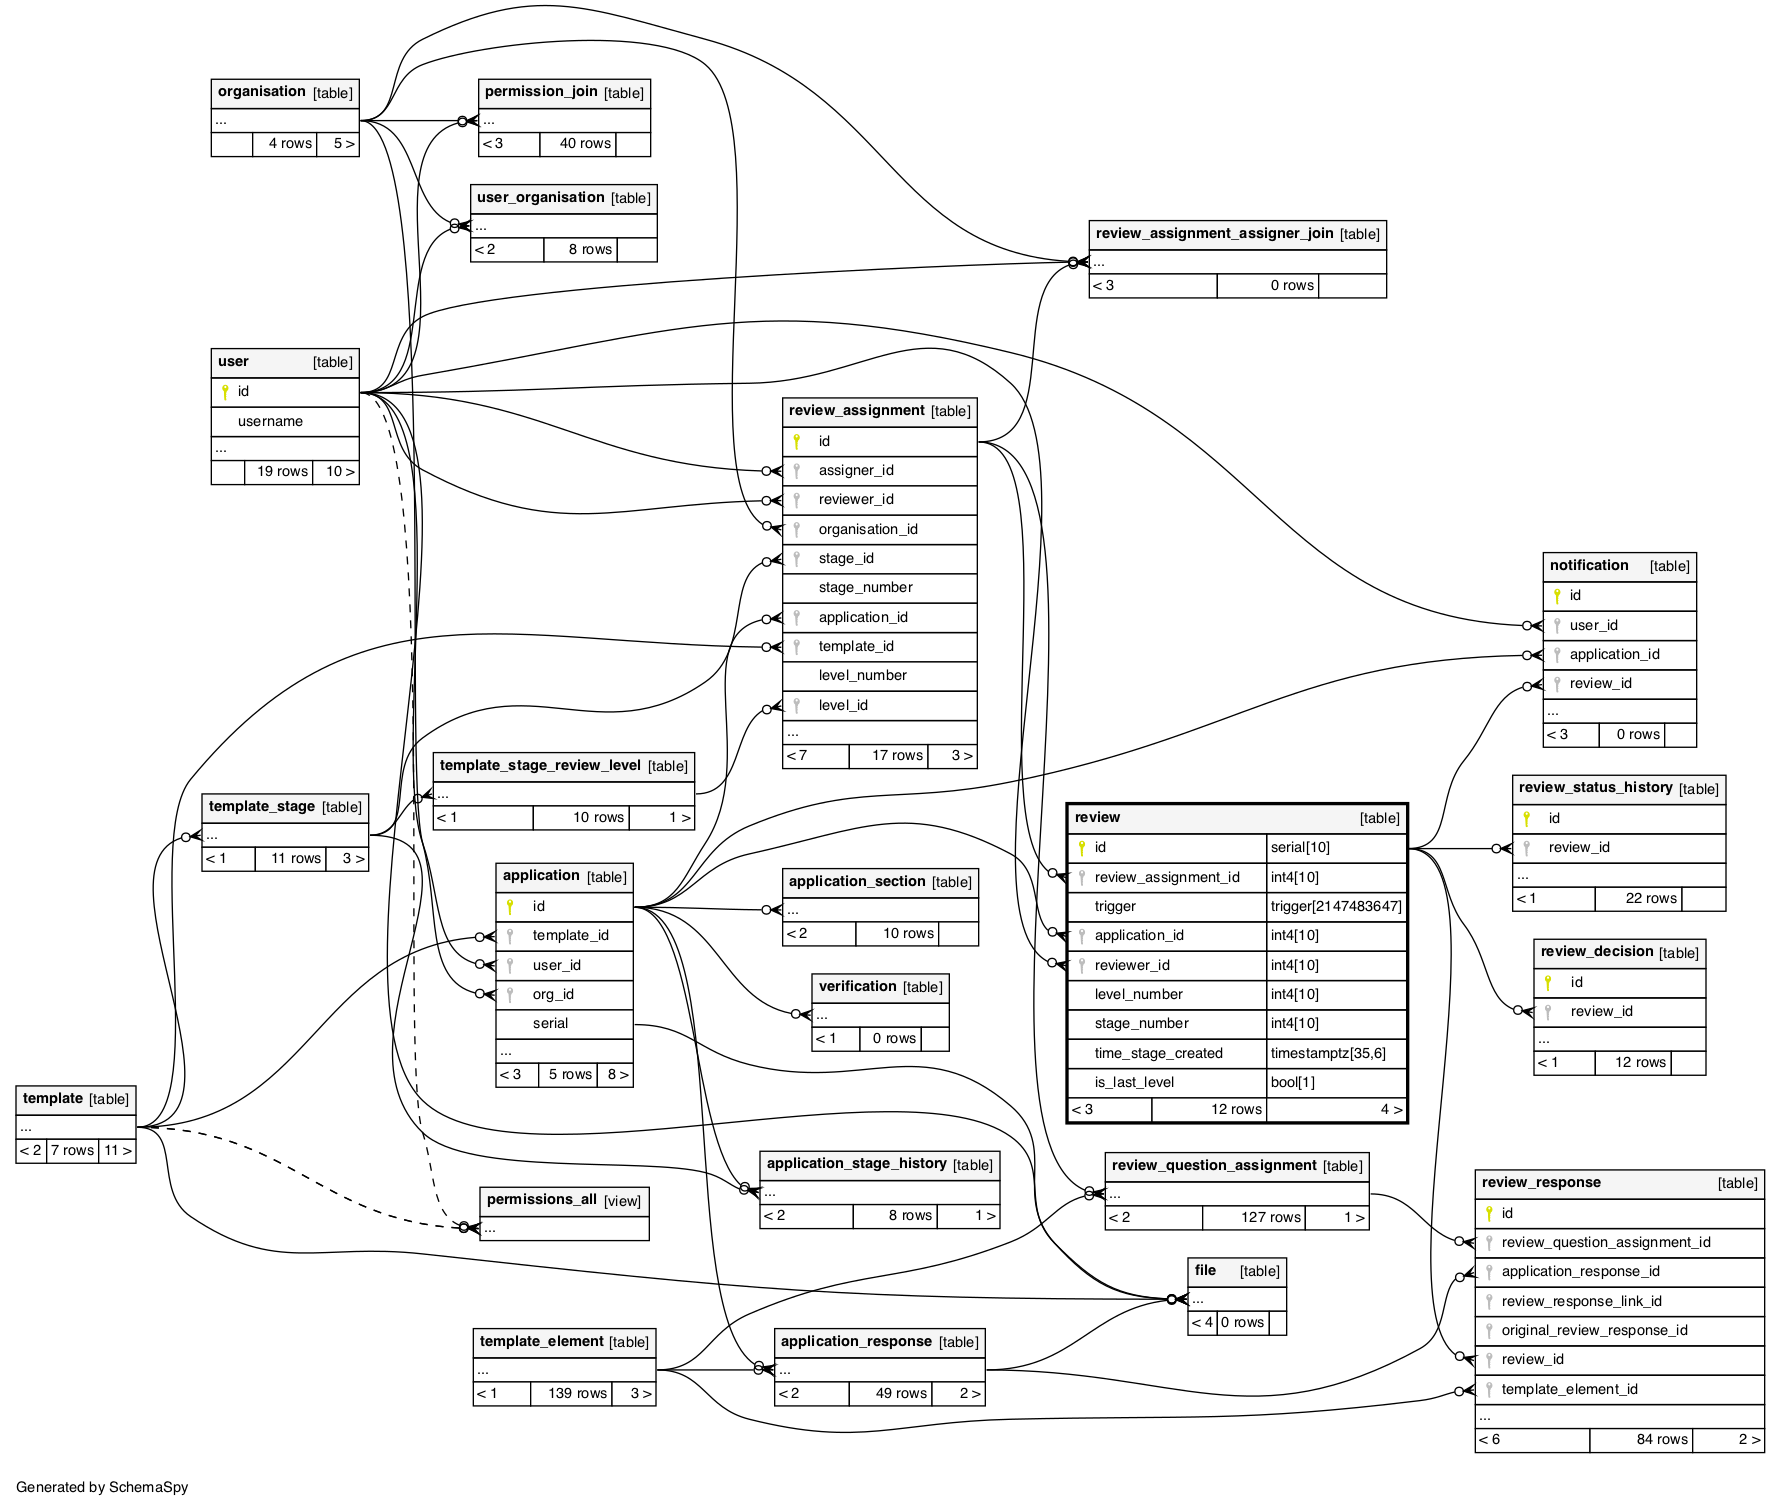 organisation [table]
...
4 rows 5 >
permission_join [table]
...
< 3 40 rows
user_organisation [table]
...
< 2 8 rows
review_assignment_assigner_join [table]
...
< 3 0 rows
user [table]
id
username
...
19 rows 10 >
review_assignment [table]
id
assigner_id
reviewer_id
organisation_id
stage_id
stage_number
application_id
template_id
level_number
level_id
...
< 7 17 rows 3 >
notification [table]
id
user_id
application_id
review_id
...
< 3 0 rows
template_stage_review_level [table]
...
< 1 10 rows 1 >
template_stage [table]
...
< 1 11 rows 3 >
review [table]
id serial[10]
review_assignment_id int4[10]
trigger trigger[2147483647]
application_id int4[10]
reviewer_id int4[10]
level_number int4[10]
stage_number int4[10]
time_stage_created timestamptz[35,6]
is_last_level bool[1]
< 3 12 rows 4 >
review_status_history [table]
id
review_id
...
< 1 22 rows
application [table]
id
template_id
user_id
org_id
serial
...
< 3 5 rows 8 >
application_section [table]
...
< 2 10 rows
verification [table]
...
< 1 0 rows
review_decision [table]
id
review_id
...
< 1 12 rows
template [table]
...
< 2 7 rows 11 >
permissions_all [view]
...
application_stage_history [table]
...
< 2 8 rows 1 >
review_question_assignment [table]
...
< 2 127 rows 1 >
review_response [table]
id
review_question_assignment_id
application_response_id
review_response_link_id
original_review_response_id
review_id
template_element_id
...
< 6 84 rows 2 >
file [table]
...
< 4 0 rows
template_element [table]
...
< 1 139 rows 3 >
application_response [table]
...
< 2 49 rows 2 >
Generated by SchemaSpy